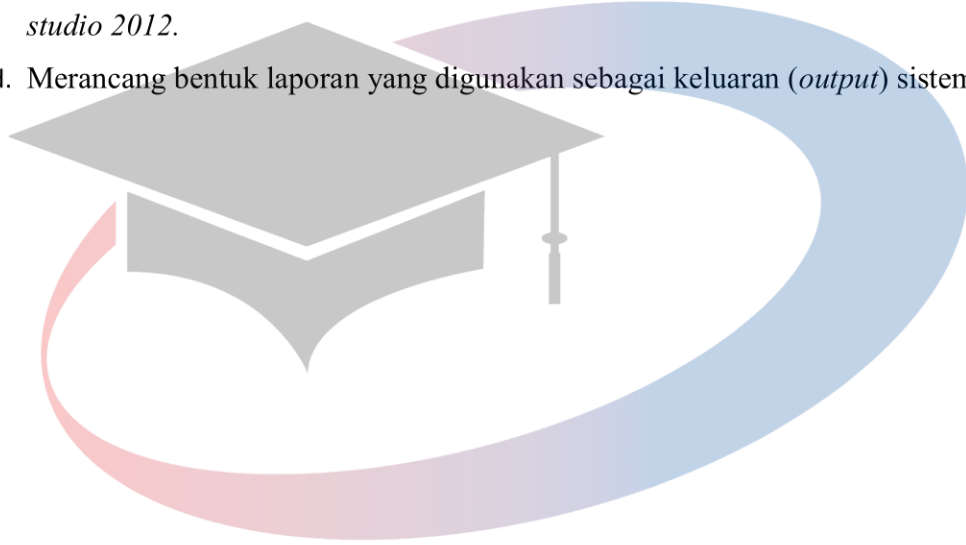 studio 2012.
d. Merancang bentuk laporan yang digunakan sebagai keluaran (output) sistem